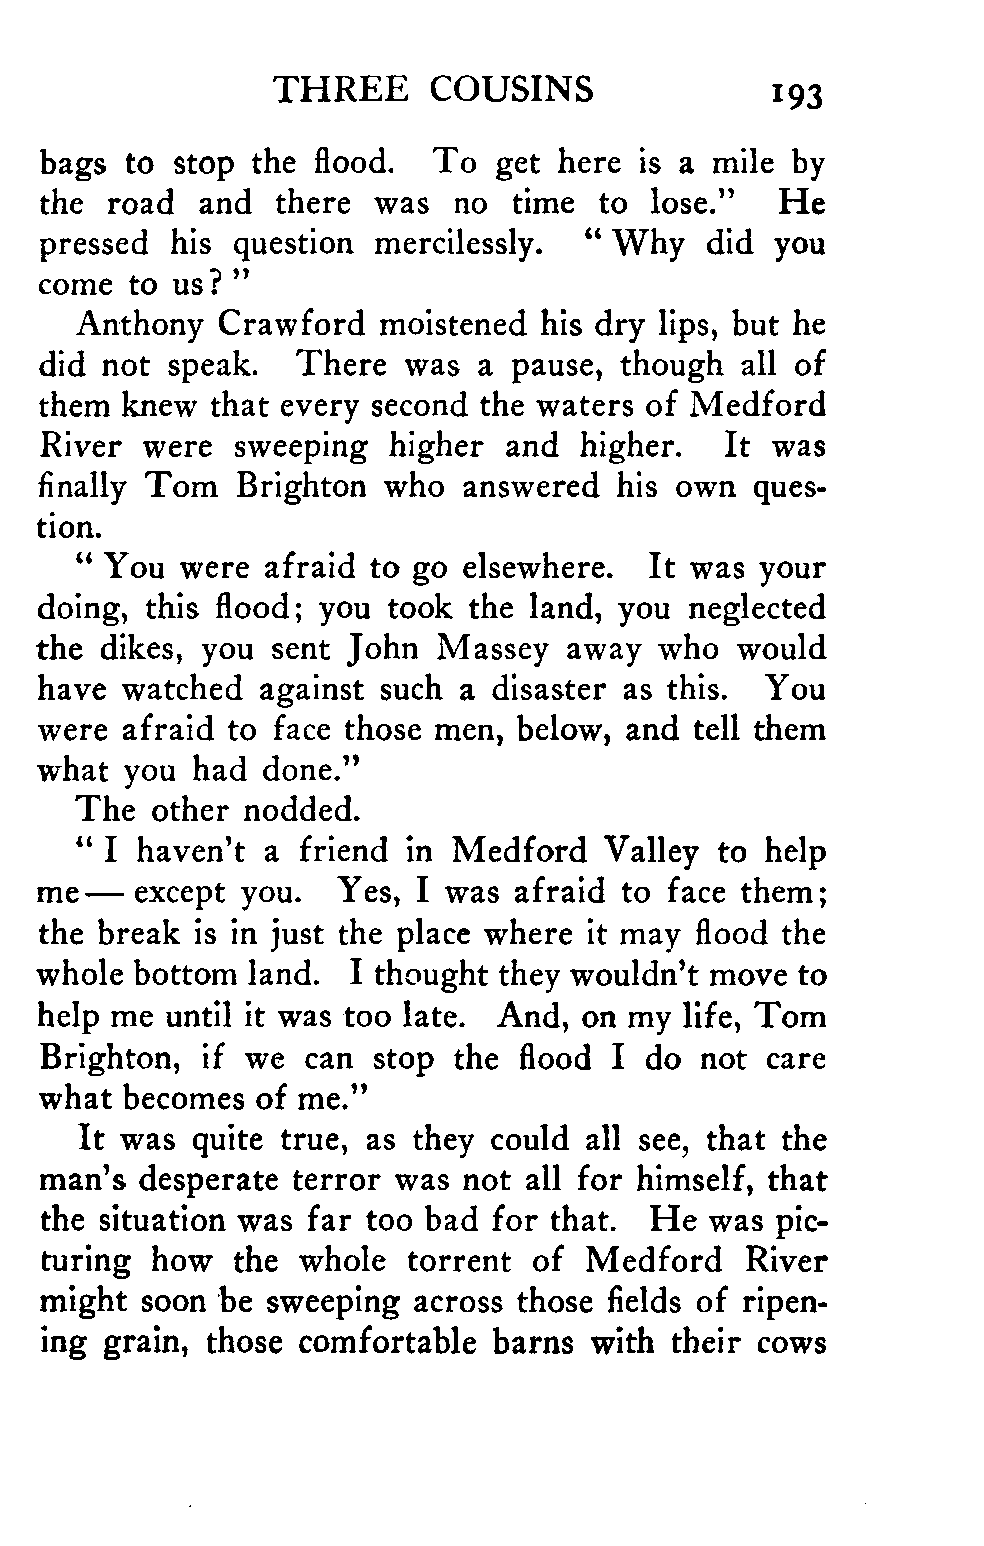 THREE COUSINS 193
bags to stop the flood. To get here is a mile by
the road and there was no time to lose." He
pressed his question mercilessly. "Why did you
come to us?"
Anthony Crawford moistened his dry lips, but he
did not speak. There was a pause, though all of
them knew that every second the waters of Medford
River were sweeping higher and higher. It was
finally Tom Brighton who answered his own ques-
tion.
"You were afraid to go elsewhere. It was your
doing, this flood; you took the land, you neglected
the dikes, you sent John Massey away who would
have watched against such a disaster as this. You
were afraid to face those men, below, and tell them
what you had done."
The other nodded.
"I haven't a friend in Medford Valley to help
me— except you. Yes, I was afraid to face them;
the break is in just the place where it may flood the
whole bottom land. I thought they wouldn't move to
help me until it was too late. And, on my life, Tom
Brighton, if we can stop the flood I do not care
what becomes of me."
It was quite true, as they could all see, that the
man's desperate terror was not all for himself, that
the situation was far too bad for that. He was pic-
turing how the whole torrent of Medford River
might soon be sweeping across those fields of ripen-
ing grain, those comfortable barns with their cows